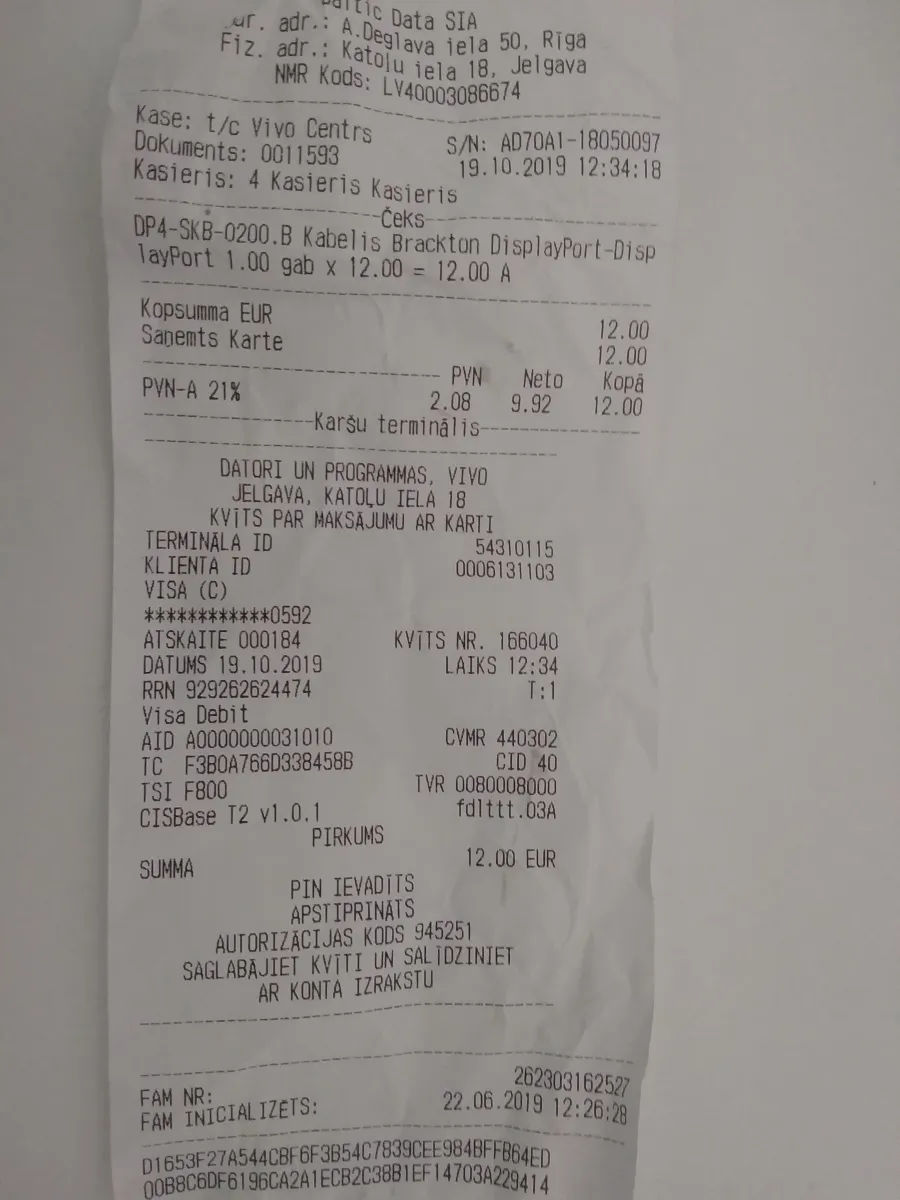 Baltic Data SIA
Jur. adr.: A.Deglava iela 50, Rīga
Fiz. adr.: Katoļu iela 18, Jelgava
NMR Kods: LV40003086674
Kase: t/c Vivo Centrs S/N: AD70A1-18050097
Dokuments: 0011593 19.10.2019 12:34:18
Kasieris: 4 Kasieris Kasieris
Čeks
DP4-SKB-0200.B Kabelis Brackton DisplayPort-Disp
layPort 1.00 gab x 12.00 = 12.00 A
Kopsumma EUR 12.00
Saņemts Karte 12.00
PVN Neto Kopā
PVN-A 21% 2.08 9.92 12.00
Karšu terminālis
DATORI UN PROGRAMMAS, VIVO
JELGAVA, KATOĻU IELA 18
KVĪTS PAR MAKSĀJUMU AR KARTI
TERMINĀLA ID 54310115
KLIENTA ID 0006131103
VISA (C)
************0592
ATSKAITE 000184 KVĪTS NR. 166040
DATUMS 19.10.2019 LAIKS 12:34
RRN 929262624474 T:1
Visa Debit
AID A0000000031010 CVMR 440302
TC F3B0A766D338458B CID 40
TSI F800 TVR 0080008000
CISBase T2 v1.0.1 fdlttt.03A
PIRKUMS
SUMMA 12.00 EUR
PIN IEVADĪTS
APSTIPRINĀTS
AUTORIZĀCIJAS KODS 945251
SAGLABĀJIET KVĪTI UN SALĪDZINIET
AR KONTA IZRAKSTU
FAM NR: 262303162527
FAM INICIALIZĒTS: 22.06.2019 12:26:28
D1653F27A544CBF6F3B54C7839CEE984BFFB64ED
00B8C6DF6196CA2A1ECB2C38B1EF14703A229414